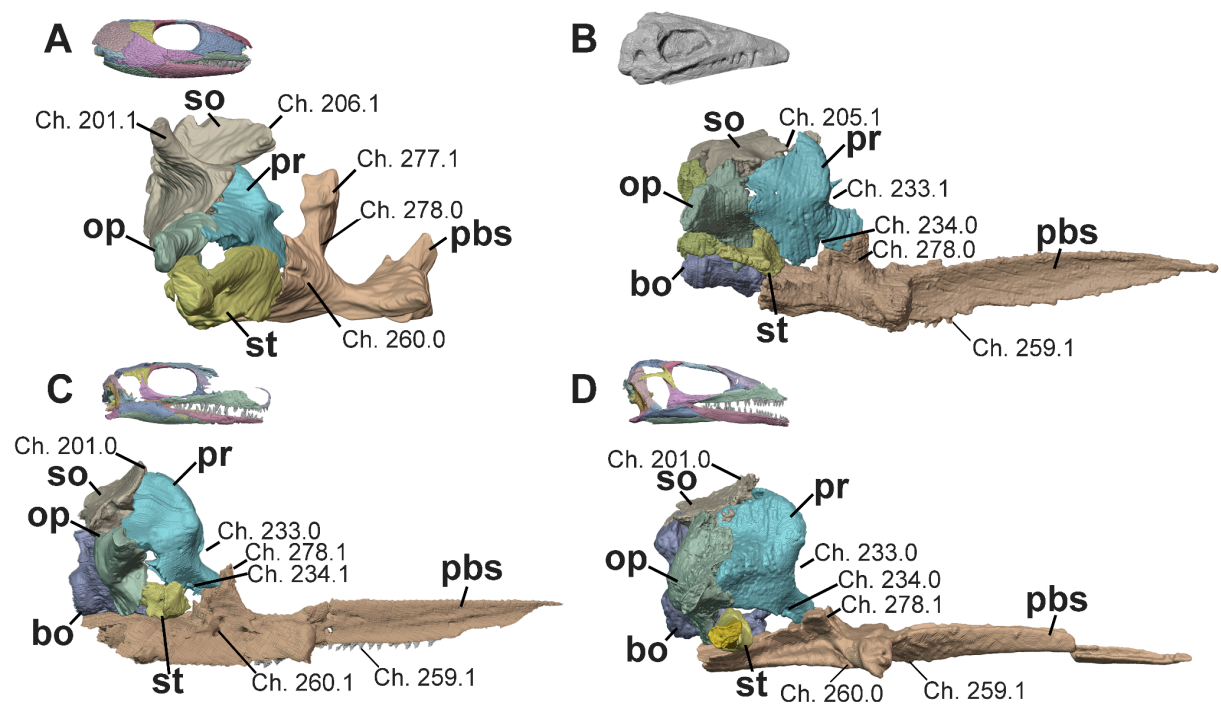 A
so
Ch. 206.1
Ch. 201.1
pr
Ch. 277.1
Ch. 278.0
op
pbs
st
Ch. 260.0
B
so
Ch. 205.1
pr
op
Ch. 233.1
Ch. 234.0
Ch. 278.0
pbs
bo
st
Ch. 259.1
C
Ch. 201.0
so
pr
op
Ch. 233.0
Ch. 278.1
Ch. 234.1
pbs
bo
st
Ch. 260.1
Ch. 259.1
D
Ch. 201.0
so
pr
op
Ch. 233.0
Ch. 234.0
Ch. 278.1
pbs
bo
st
Ch. 260.0
Ch. 259.1